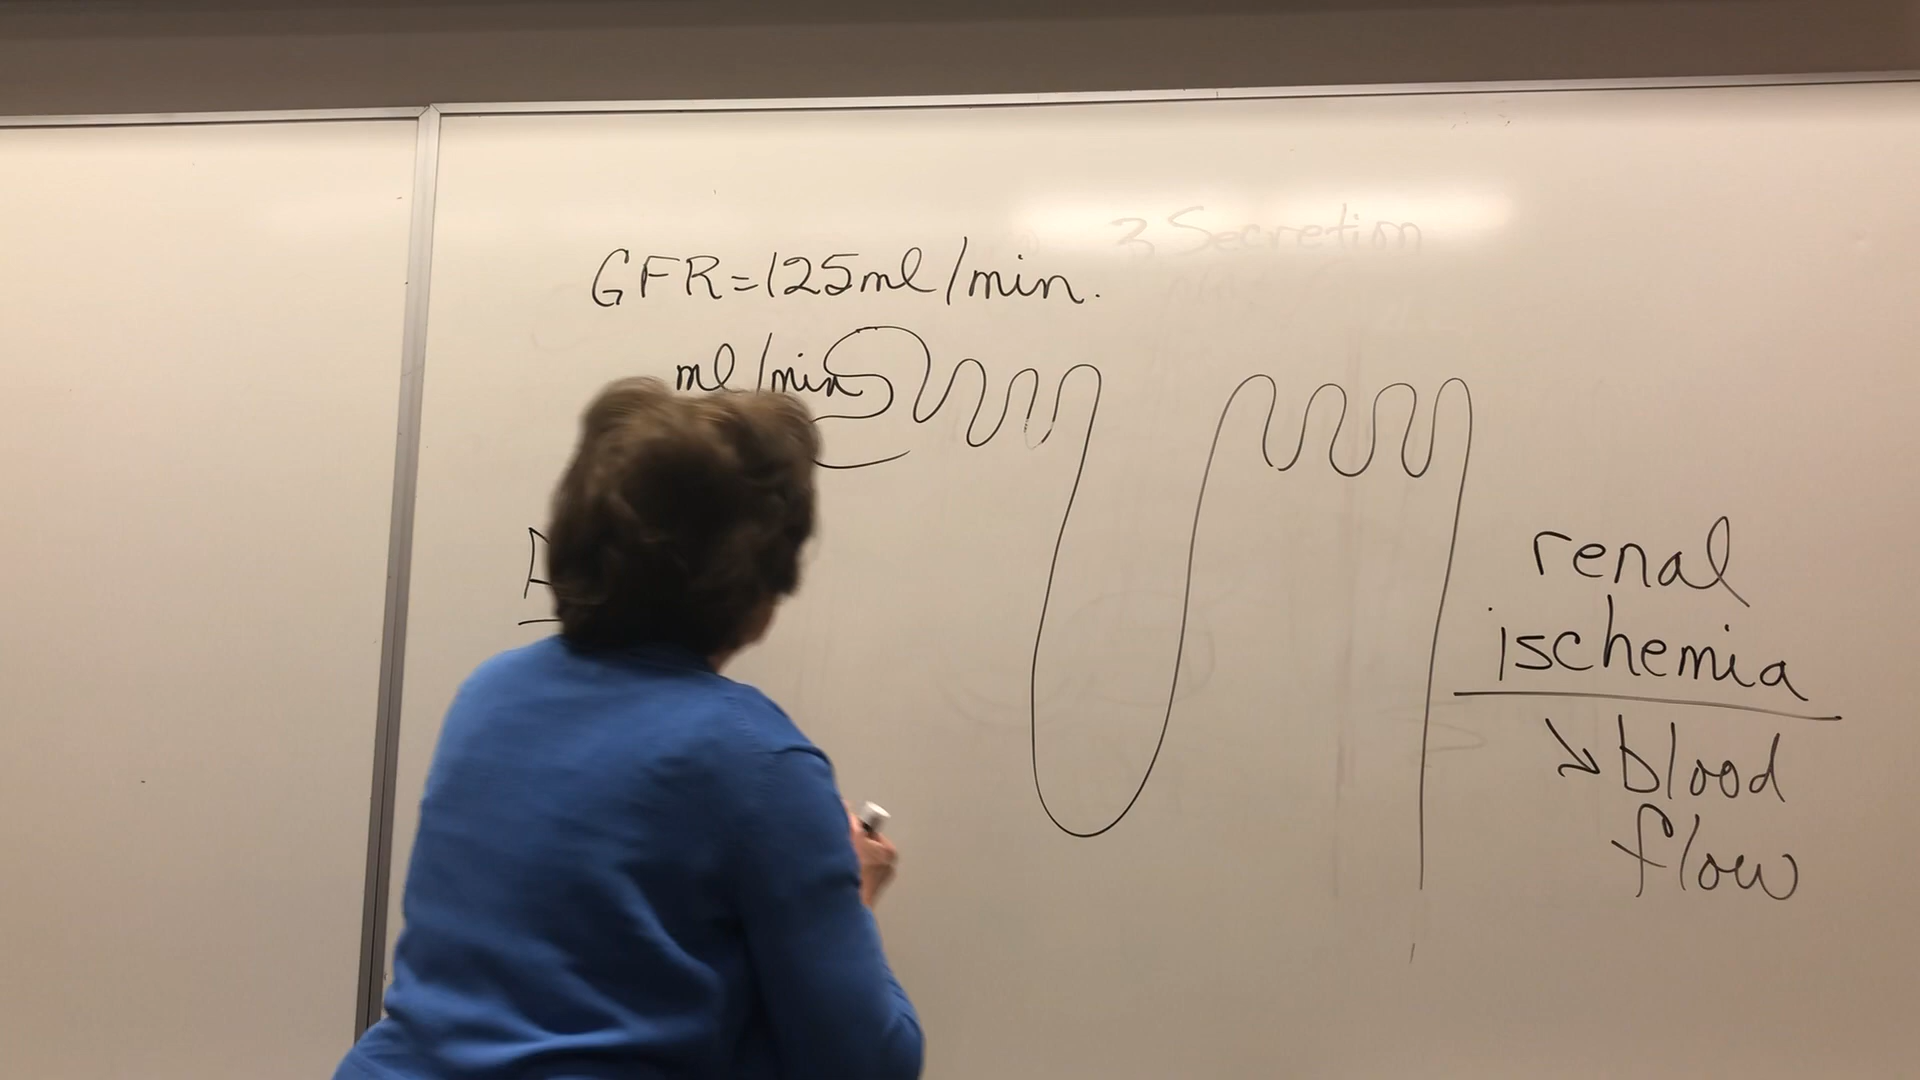 3 Secretion
GFR=125ml/min.
ml/min
renal
ischemia
↘ blood
flow